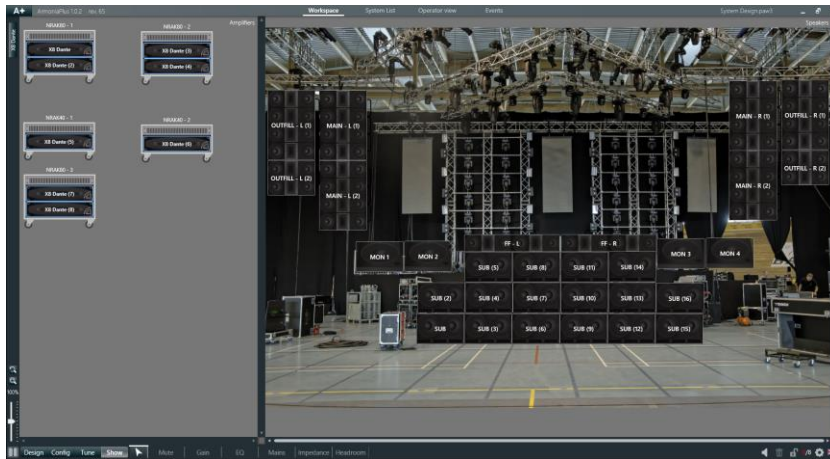 A+ ArmoníaPlus 1.0.2 - rev. 65
Workspace System List Operator view Events
System Design.paw3
X8 Dante
Amplifiers
Speakers
NRAK80 - 1
X8 Dante
X8 Dante (2)
NRAK80 - 2
X8 Dante (3)
X8 Dante (4)
NRAK40 - 1
X8 Dante (5)
NRAK40 - 2
X8 Dante (6)
NRAK80 - 3
X8 Dante (7)
X8 Dante (8)
OUTFILL - L (1)
MAIN - L (1)
MAIN - R (1)
OUTFILL - R (1)
OUTFILL - L (2)
MAIN - L (2)
MAIN - R (2)
OUTFILL - R (2)
FF - L
FF - R
MON 1
MON 2
MON 3
MON 4
SUB (5) SUB (8) SUB (11) SUB (14)
SUB (2) SUB (4) SUB (7) SUB (10) SUB (13) SUB (16)
SUB SUB (3) SUB (6) SUB (9) SUB (12) SUB (15)
100%
Design Config Tune Show Mute Gain EQ Mains Impedance Headroom